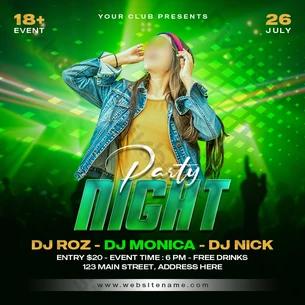 YOUR CLUB PRESENTS
18+
EVENT
26
JULY
Party
NIGHT
DJ ROZ - DJ MONICA - DJ NICK
ENTRY $20 - EVENT TIME : 6 PM - FREE DRINKS
123 MAIN STREET, ADDRESS HERE
www.websitename.com